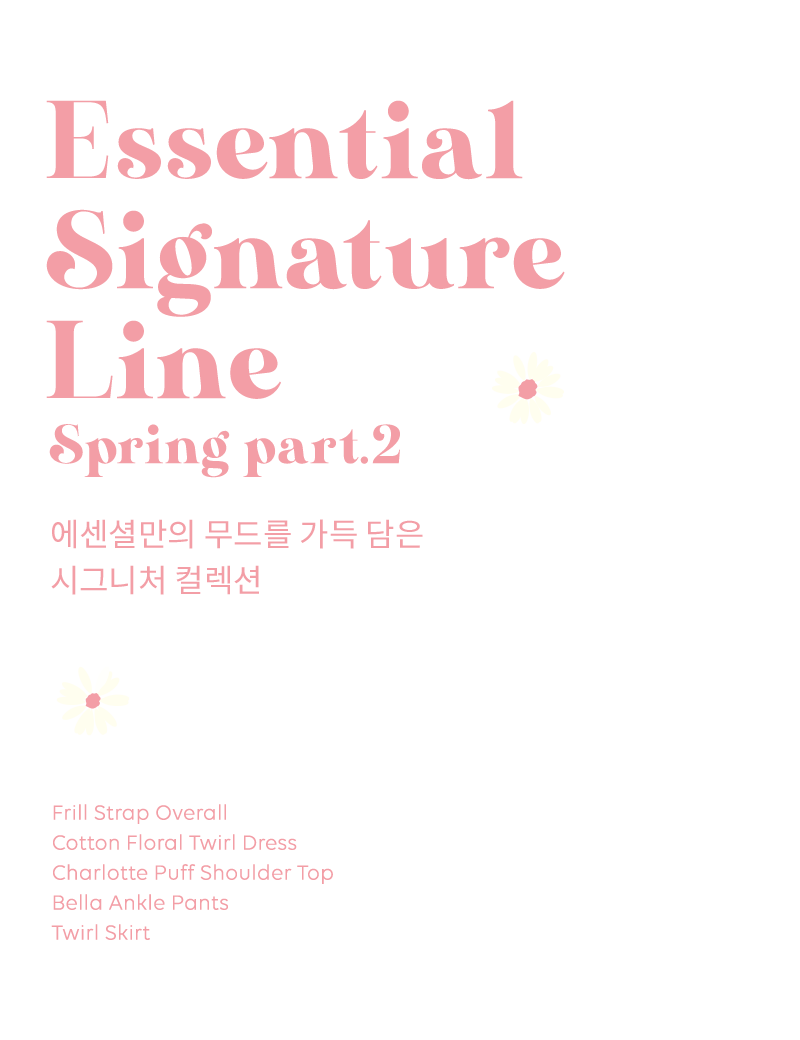 Essential
Signature
Line
Spring part.2
에센셜만의 무드를 가득 담은
시그니처 컬렉션
Frill Strap Overall
Cotton Floral Twirl Dress
Charlotte Puff Shoulder Top
Bella Ankle Pants
Twirl Skirt